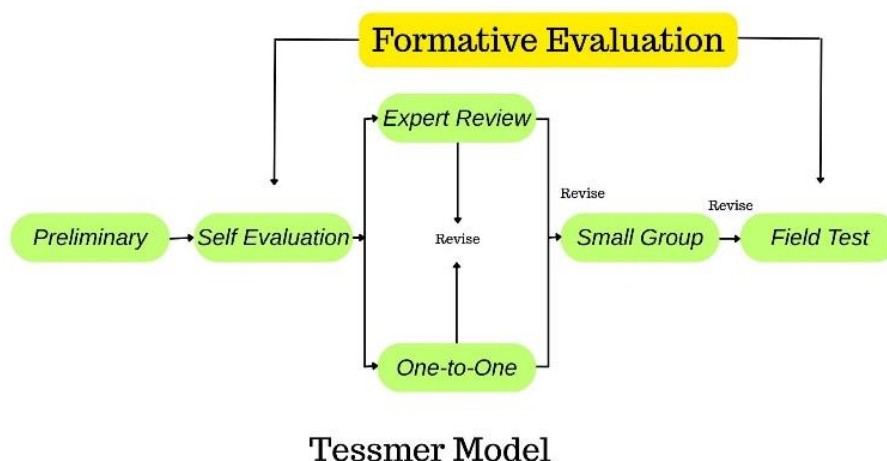 Formative Evaluation
Expert Review
Revise
Revise
Preliminary
Self Evaluation
Revise
Small Group
Field Test
One-to-One
Tessmer Model